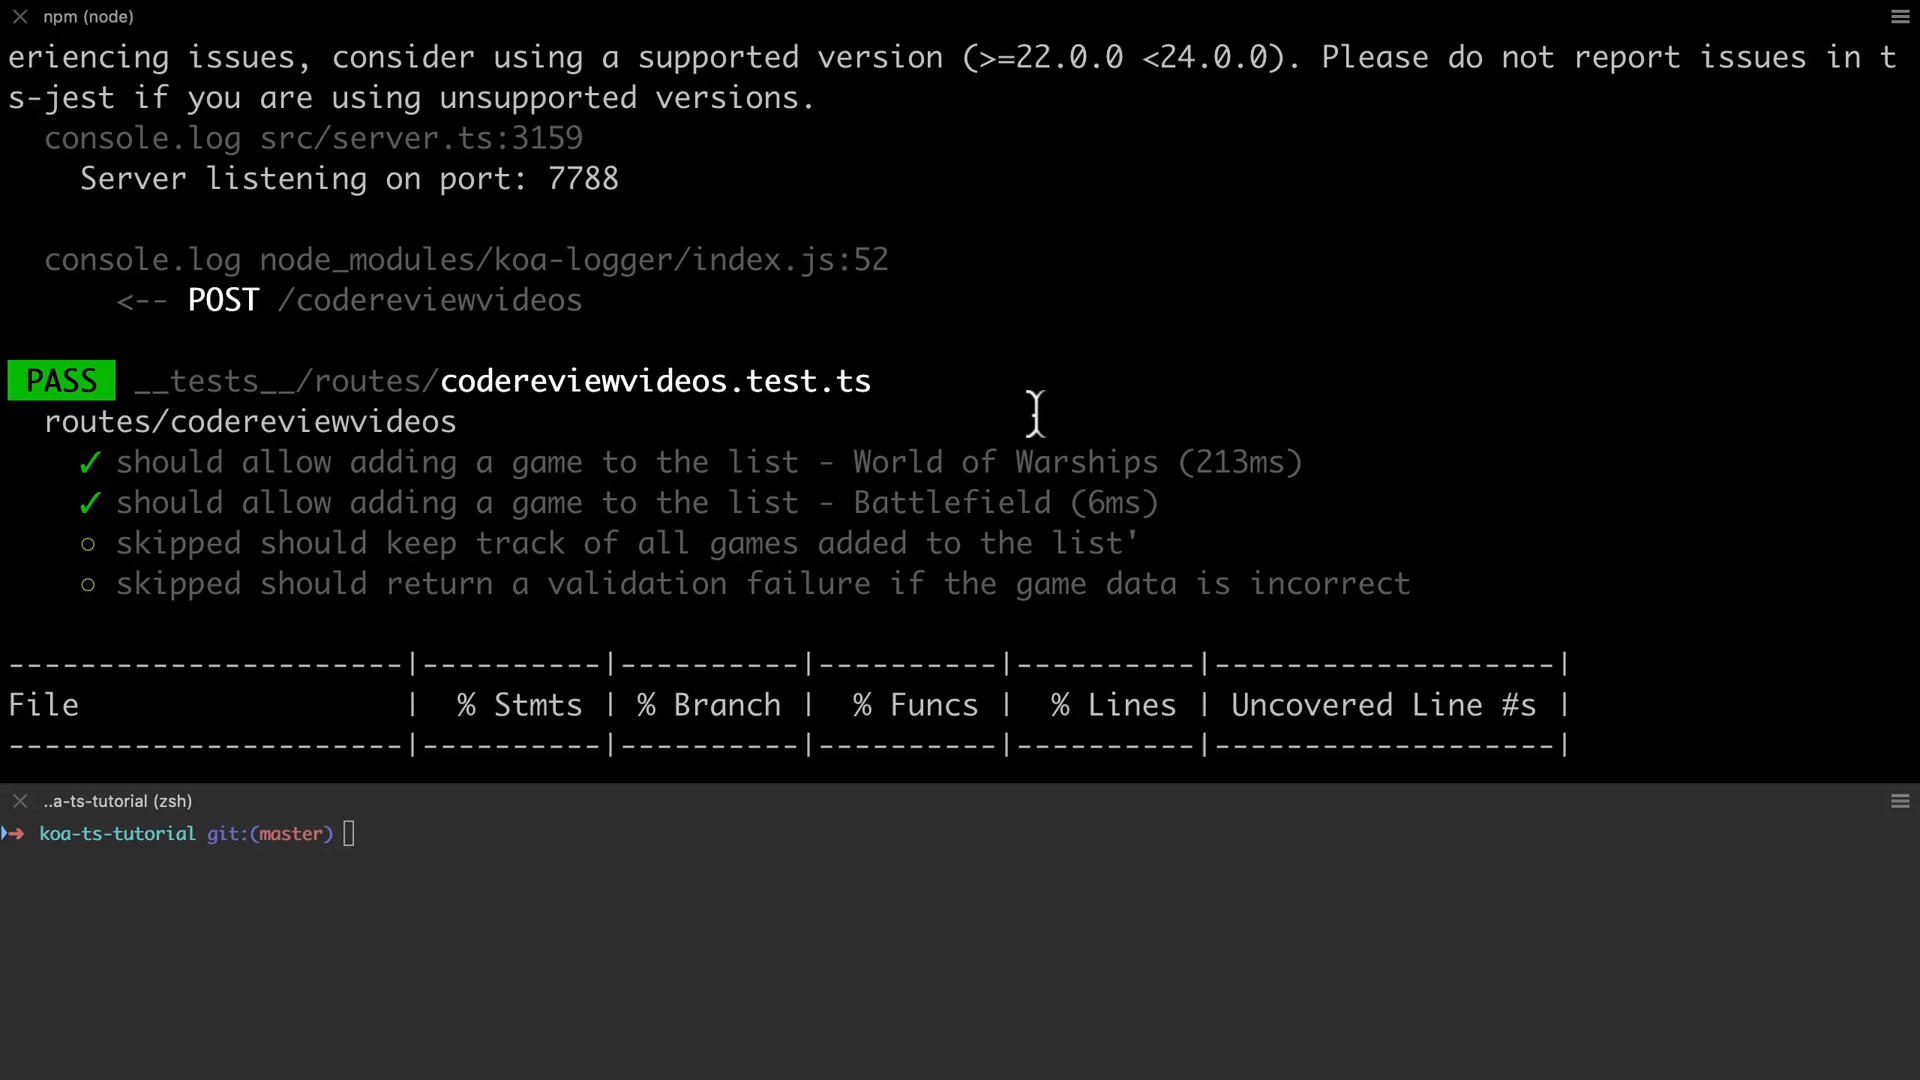 npm (node)
eriencing issues, consider using a supported version (>=22.0.0 <24.0.0). Please do not report issues in t
s-jest if you are using unsupported versions.
console.log src/server.ts:3159
Server listening on port: 7788
console.log node_modules/koa-logger/index.js:52
<-- POST /codereviewvideos
PASS __tests__/routes/codereviewvideos.test.ts
routes/codereviewvideos
✓ should allow adding a game to the list - World of Warships (213ms)
✓ should allow adding a game to the list - Battlefield (6ms)
○ skipped should keep track of all games added to the list'
○ skipped should return a validation failure if the game data is incorrect
----------------------|----------|----------|----------|----------|-------------------|
File                  |  % Stmts | % Branch |  % Funcs |  % Lines | Uncovered Line #s |
----------------------|----------|----------|----------|----------|-------------------|
..a-ts-tutorial (zsh)
➜ koa-ts-tutorial git:(master)